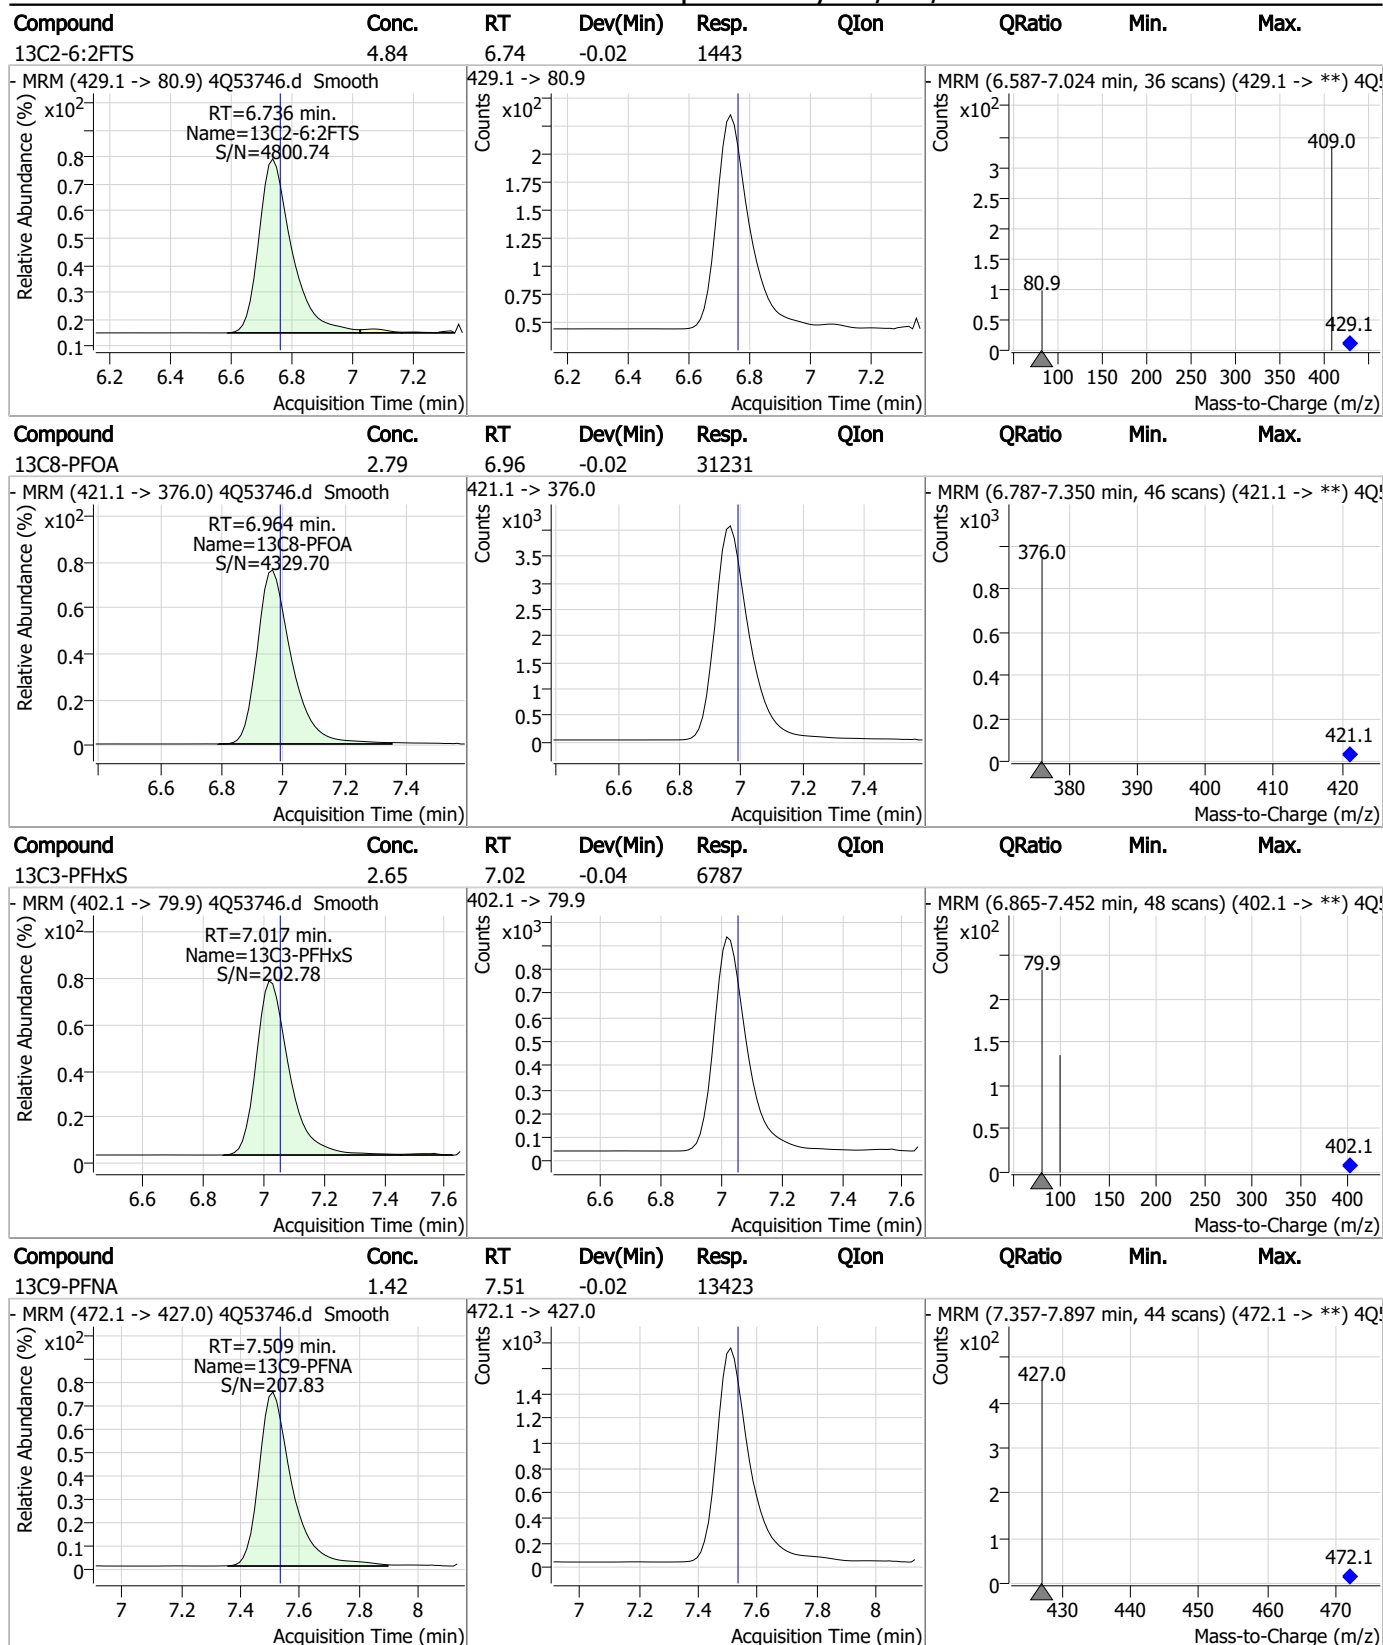 Compound Conc. RT Dev(Min) Resp. QIon QRatio Min. Max.
13C2-6:2FTS 4.84 6.74 -0.02 1443
- MRM (429.1 -> 80.9) 4Q53746.d Smooth
RT=6.736 min.
Name=13C2-6:2FTS
S/N=4800.74
Relative Abundance (%)
x10²
0.8
0.7
0.6
0.5
0.4
0.3
0.2
0.1
6.2 6.4 6.6 6.8 7 7.2
Acquisition Time (min)
429.1 -> 80.9
Counts
x10²
2
1.75
1.5
1.25
1
0.75
0.5
6.2 6.4 6.6 6.8 7 7.2
Acquisition Time (min)
- MRM (6.587-7.024 min, 36 scans) (429.1 -> **) 4Q5
Counts
x10²
409.0
3
2.5
2
1.5
80.9
1
0.5
429.1
0
100 150 200 250 300 350 400
Mass-to-Charge (m/z)
Compound Conc. RT Dev(Min) Resp. QIon QRatio Min. Max.
13C8-PFOA 2.79 6.96 -0.02 31231
- MRM (421.1 -> 376.0) 4Q53746.d Smooth
RT=6.964 min.
Name=13C8-PFOA
S/N=4329.70
Relative Abundance (%)
x10²
0.8
0.6
0.4
0.2
0
6.6 6.8 7 7.2 7.4
Acquisition Time (min)
421.1 -> 376.0
Counts
x10³
3.5
3
2.5
2
1.5
1
0.5
0
6.6 6.8 7 7.2 7.4
Acquisition Time (min)
- MRM (6.787-7.350 min, 46 scans) (421.1 -> **) 4Q5
Counts
x10³
376.0
0.8
0.6
0.4
0.2
421.1
0
380 390 400 410 420
Mass-to-Charge (m/z)
Compound Conc. RT Dev(Min) Resp. QIon QRatio Min. Max.
13C3-PFHxS 2.65 7.02 -0.04 6787
- MRM (402.1 -> 79.9) 4Q53746.d Smooth
RT=7.017 min.
Name=13C3-PFHxS
S/N=202.78
Relative Abundance (%)
x10²
0.8
0.6
0.4
0.2
0
6.6 6.8 7 7.2 7.4 7.6
Acquisition Time (min)
402.1 -> 79.9
Counts
x10³
0.8
0.7
0.6
0.5
0.4
0.3
0.2
0.1
0
6.6 6.8 7 7.2 7.4 7.6
Acquisition Time (min)
- MRM (6.865-7.452 min, 48 scans) (402.1 -> **) 4Q5
Counts
x10²
79.9
2
1.5
1
0.5
402.1
0
100 150 200 250 300 350 400
Mass-to-Charge (m/z)
Compound Conc. RT Dev(Min) Resp. QIon QRatio Min. Max.
13C9-PFNA 1.42 7.51 -0.02 13423
- MRM (472.1 -> 427.0) 4Q53746.d Smooth
RT=7.509 min.
Name=13C9-PFNA
S/N=207.83
Relative Abundance (%)
x10²
0.8
0.7
0.6
0.5
0.4
0.3
0.2
0.1
0
7 7.2 7.4 7.6 7.8 8
Acquisition Time (min)
472.1 -> 427.0
Counts
x10³
1.4
1.2
1
0.8
0.6
0.4
0.2
0
7 7.2 7.4 7.6 7.8 8
Acquisition Time (min)
- MRM (7.357-7.897 min, 44 scans) (472.1 -> **) 4Q5
Counts
x10²
427.0
4
3
2
1
472.1
0
430 440 450 460 470
Mass-to-Charge (m/z)